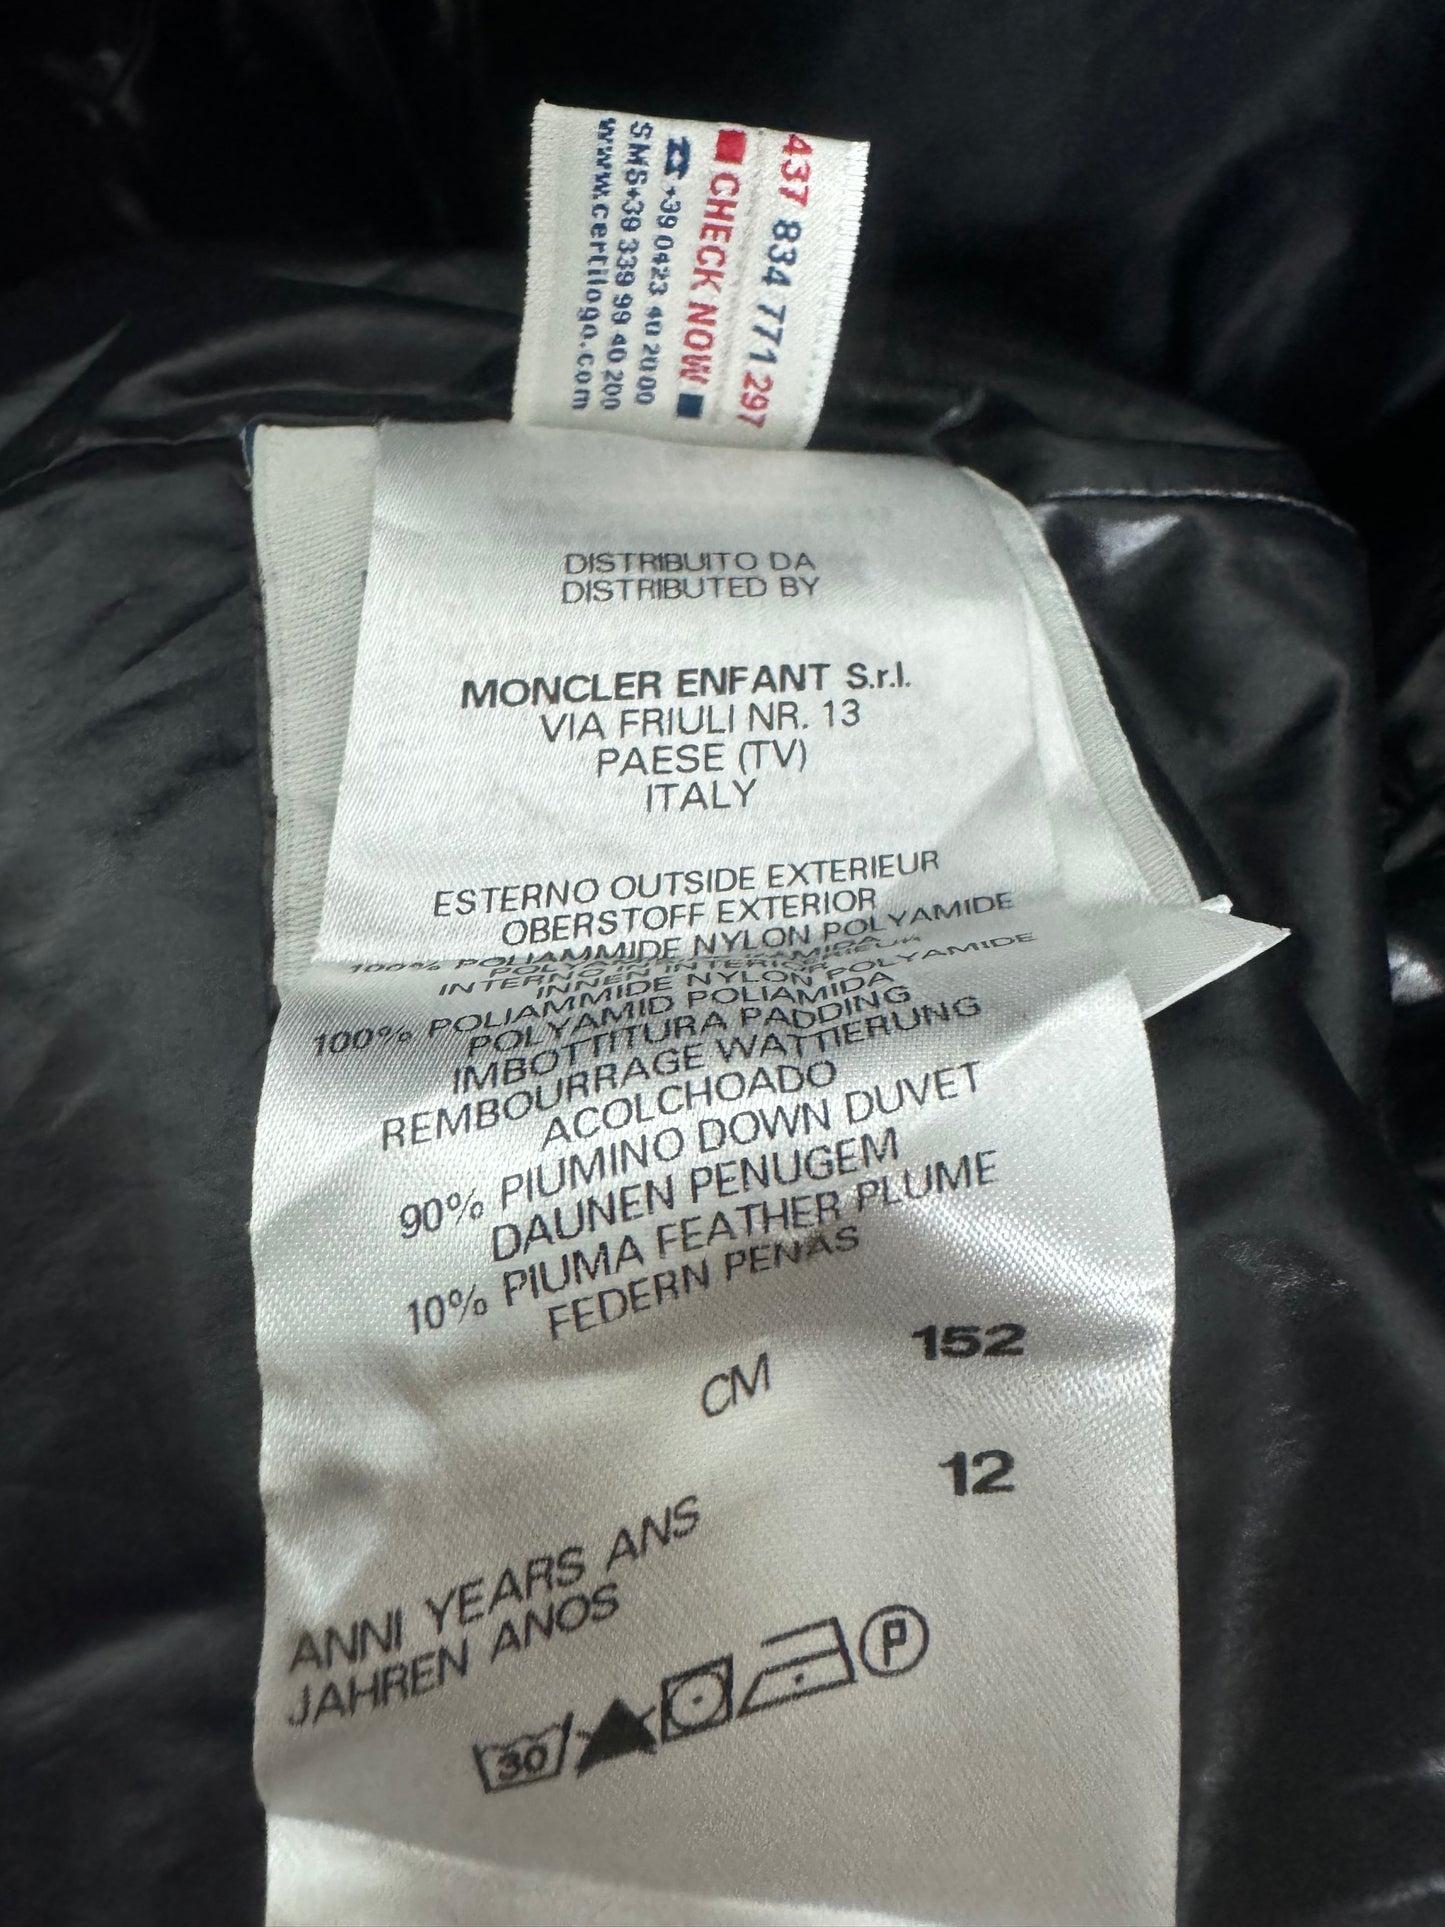 437 834 771 297
CHECK NOW
+39 0423 40 20 00
SMS+39 339 99 40 200
www.certilogo.com
DISTRIBUITO DA
DISTRIBUTED BY
MONCLER ENFANT S.r.l.
VIA FRIULI NR. 13
PAESE (TV)
ITALY
ESTERNO OUTSIDE EXTERIEUR
OBERSTOFF EXTERIOR
100% POLIAMMIDE NYLON POLYAMIDE
INTERNO INTERIEUR
INNEN INTERIOR
100% POLIAMMIDE NYLON POLYAMIDE
POLYAMID POLIAMIDA
IMBOTTITURA PADDING
REMBOURRAGE WATTIERUNG
ACOLCHOADO
90% PIUMINO DOWN DUVET
DAUNEN PENUGEM
10% PIUMA FEATHER PLUME
FEDERN PENAS
CM 152
12
ANNI YEARS ANS
JAHREN ANOS
30 P